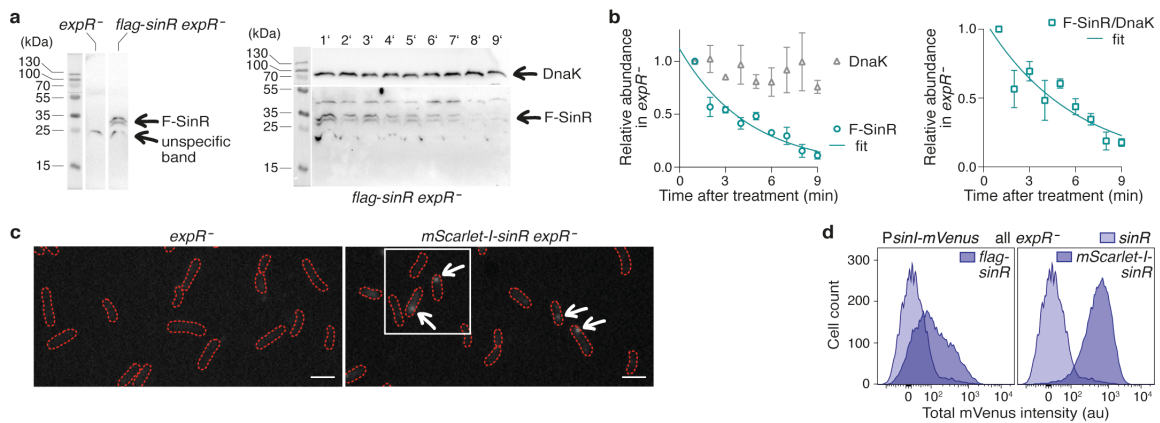 a
expR⁻ flag-sinR expR⁻
(kDa)
130
100
70
55
35
25
15
F-SinR
unspecific
band
(kDa)
1‘ 2‘ 3‘ 4‘ 5‘ 6‘ 7‘ 8‘ 9‘
130
100
70
55
35
25
15
DnaK
F-SinR
flag-sinR expR⁻
b
Relative abundance
in expR⁻
1.0
0.5
0.0
0 3 6 9
Time after treatment (min)
DnaK
F-SinR
fit
Relative abundance
in expR⁻
1.0
0.5
0.0
0 3 6 9
Time after treatment (min)
F-SinR/DnaK
fit
c
expR⁻
mScarlet-I-sinR expR⁻
d
PsinI-mVenus all expR⁻
sinR
flag-
sinR
mScarlet-I-
sinR
Cell count
300
200
100
0
0 10² 10³ 10⁴
0 10² 10³ 10⁴
Total mVenus intensity (au)